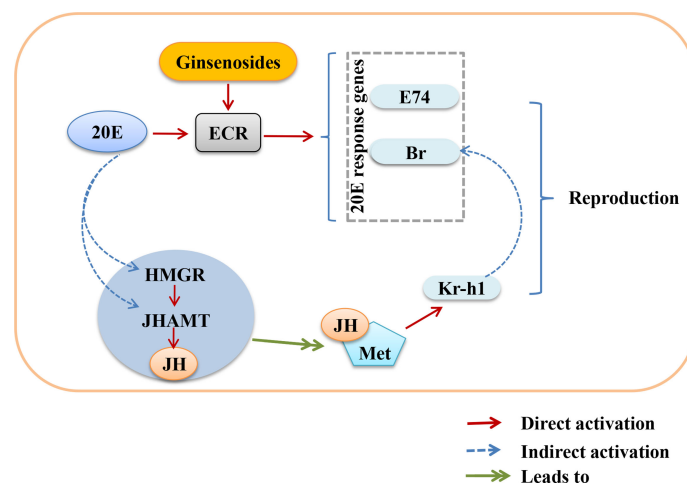 Ginsenosides
20E
ECR
20E response genes
E74
Br
Reproduction
HMGR
JHAMT
JH
JH
Met
Kr-h1
Direct activation
Indirect activation
Leads to